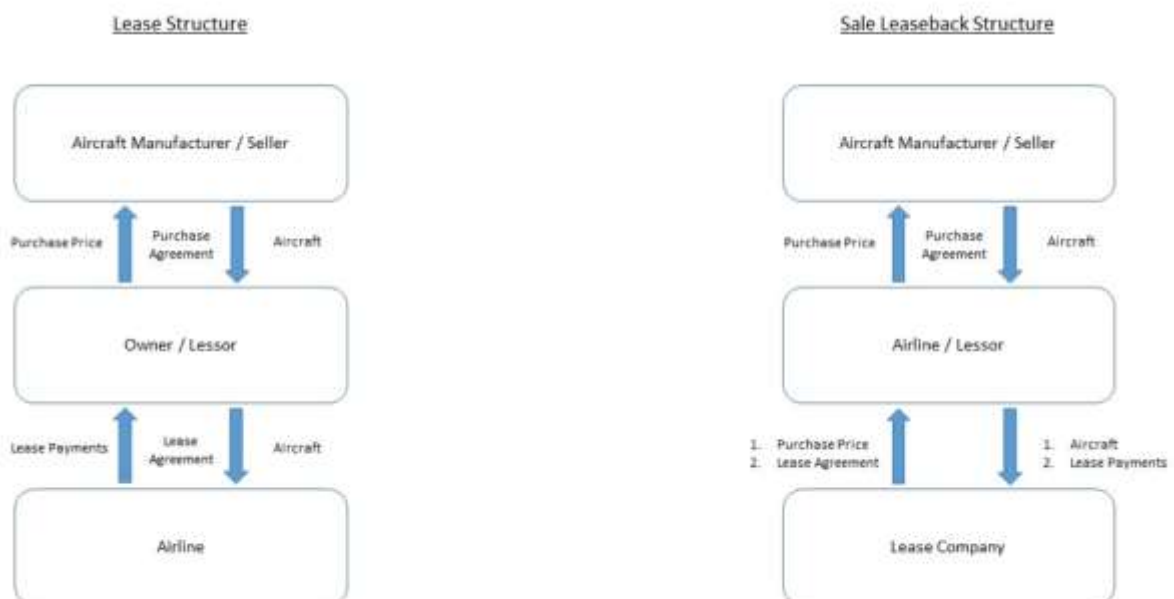 Lease Structure
Aircraft Manufacturer / Seller
Purchase Price
Purchase
Agreement
Aircraft
Owner / Lessor
Lease Payments
Lease
Agreement
Aircraft
Airline
Sale Leaseback Structure
Aircraft Manufacturer / Seller
Purchase Price
Purchase
Agreement
Aircraft
Airline / Lessor
1. Purchase Price
2. Lease Agreement
1. Aircraft
2. Lease Payments
Lease Company